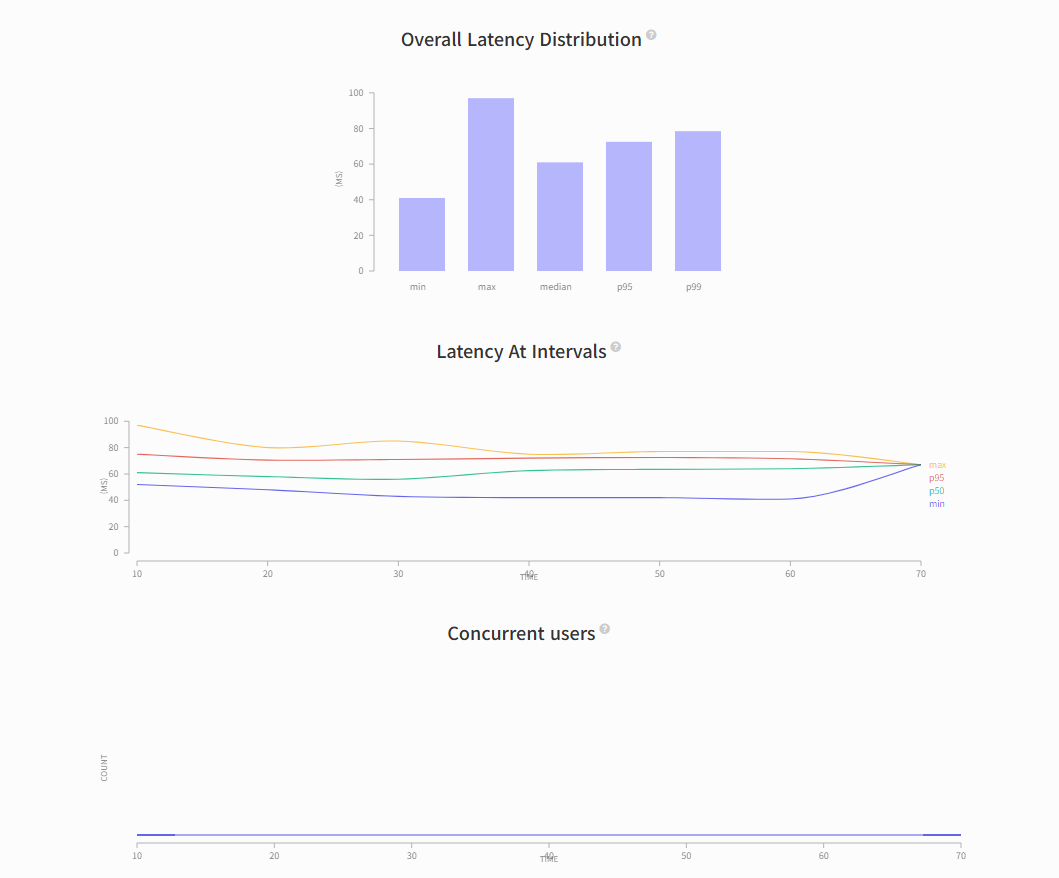 Overall Latency Distribution ?
100
80
60
40
20
0
(MS)
min max median p95 p99
Latency At Intervals ?
100
80
60
40
20
0
(MS)
max
p95
p50
min
10 20 30 40 50 60 70
TIME
Concurrent users ?
COUNT
10 20 30 40 50 60 70
TIME